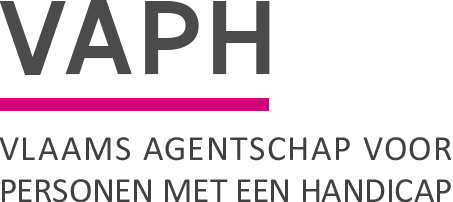 VAPH
VLAAMS AGENTSCHAP VOOR
PERSONEN MET EEN HANDICAP